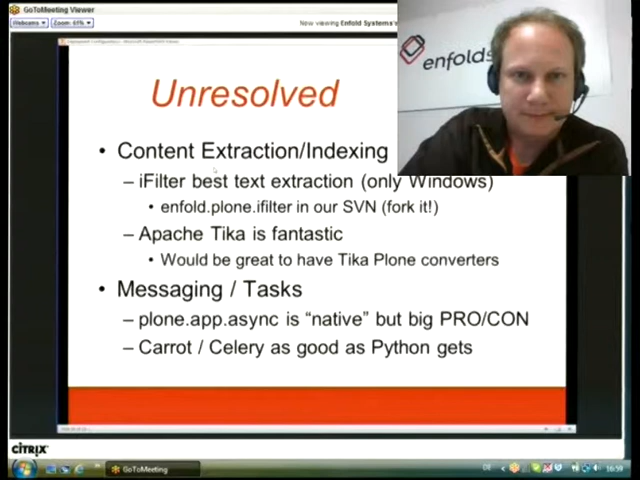 GoToMeeting Viewer
Webcams
Zoom: 61%
Now viewing Enfold Systems'
enfolds
Unresolved
• Content Extraction/Indexing
– iFilter best text extraction (only Windows)
• enfold.plone.ifilter in our SVN (fork it!)
– Apache Tika is fantastic
• Would be great to have Tika Plone converters
• Messaging / Tasks
– plone.app.async is “native” but big PRO/CON
– Carrot / Celery as good as Python gets
CITRIX
GoToMeeting
DE
16:59